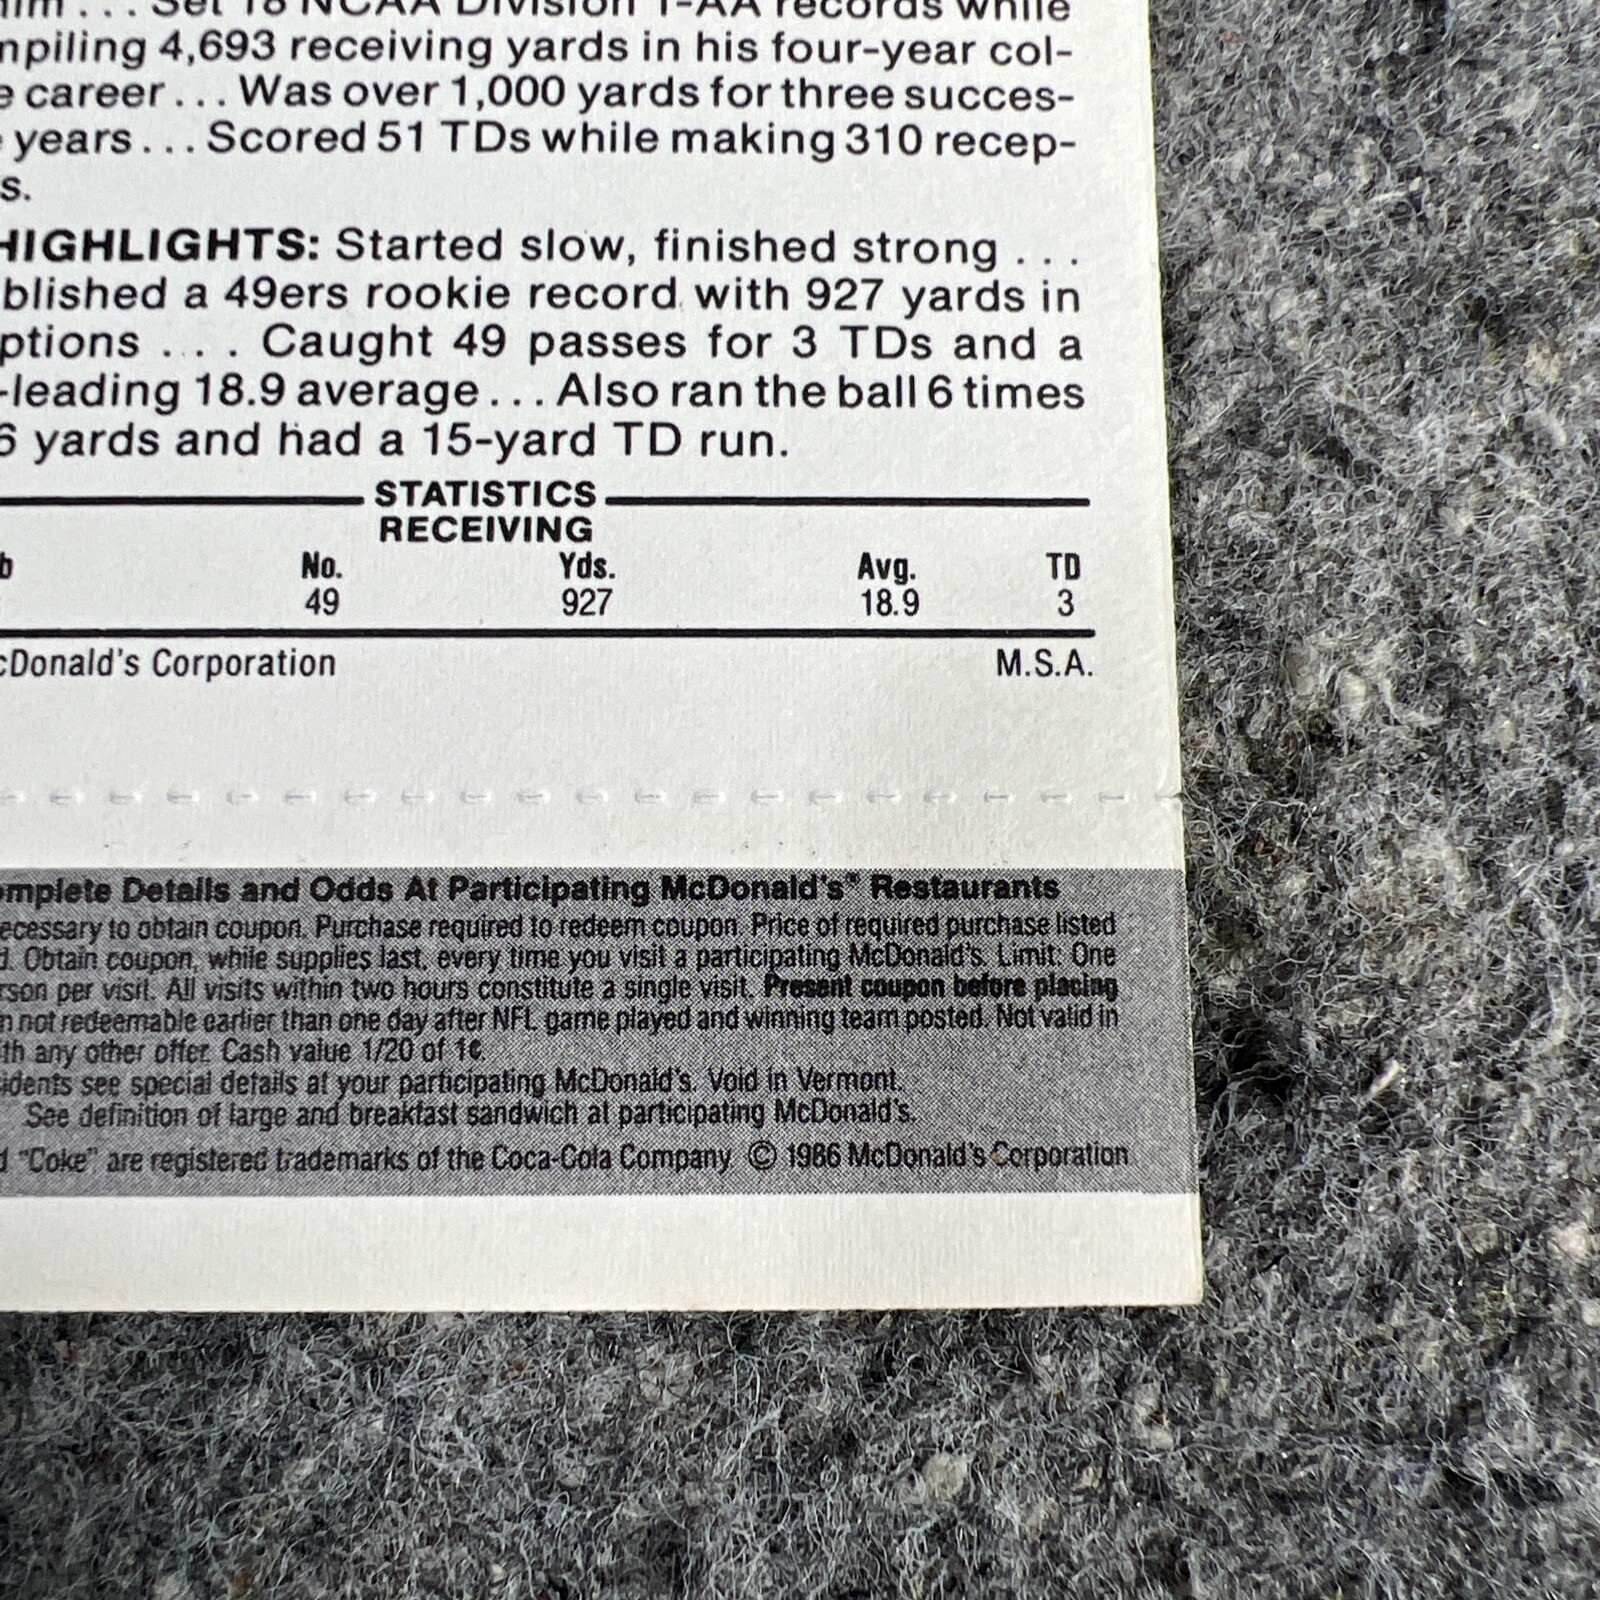 him . . . Set 18 NCAA Division 1-AA records while
mpiling 4,693 receiving yards in his four-year col-
e career . . . Was over 1,000 yards for three succes-
e years . . . Scored 51 TDs while making 310 recep-
s.
HIGHLIGHTS: Started slow, finished strong . . .
blished a 49ers rookie record with 927 yards in
ptions . . . . Caught 49 passes for 3 TDs and a
-leading 18.9 average . . . Also ran the ball 6 times
6 yards and had a 15-yard TD run.
STATISTICS
RECEIVING
b No. Yds. Avg. TD
49 927 18.9 3
cDonald's Corporation M.S.A.
omplete Details and Odds At Participating McDonald's® Restaurants
ecessary to obtain coupon. Purchase required to redeem coupon. Price of required purchase listed
d. Obtain coupon, while supplies last, every time you visit a participating McDonald's. Limit: One
rson per visit. All visits within two hours constitute a single visit. Present coupon before placing
n not redeemable earlier than one day after NFL game played and winning team posted. Not valid in
th any other offer. Cash value 1/20 of 1¢.
idents see special details at your participating McDonald's. Void in Vermont.
See definition of large and breakfast sandwich at participating McDonald's.
d "Coke" are registered trademarks of the Coca-Cola Company © 1986 McDonald's Corporation